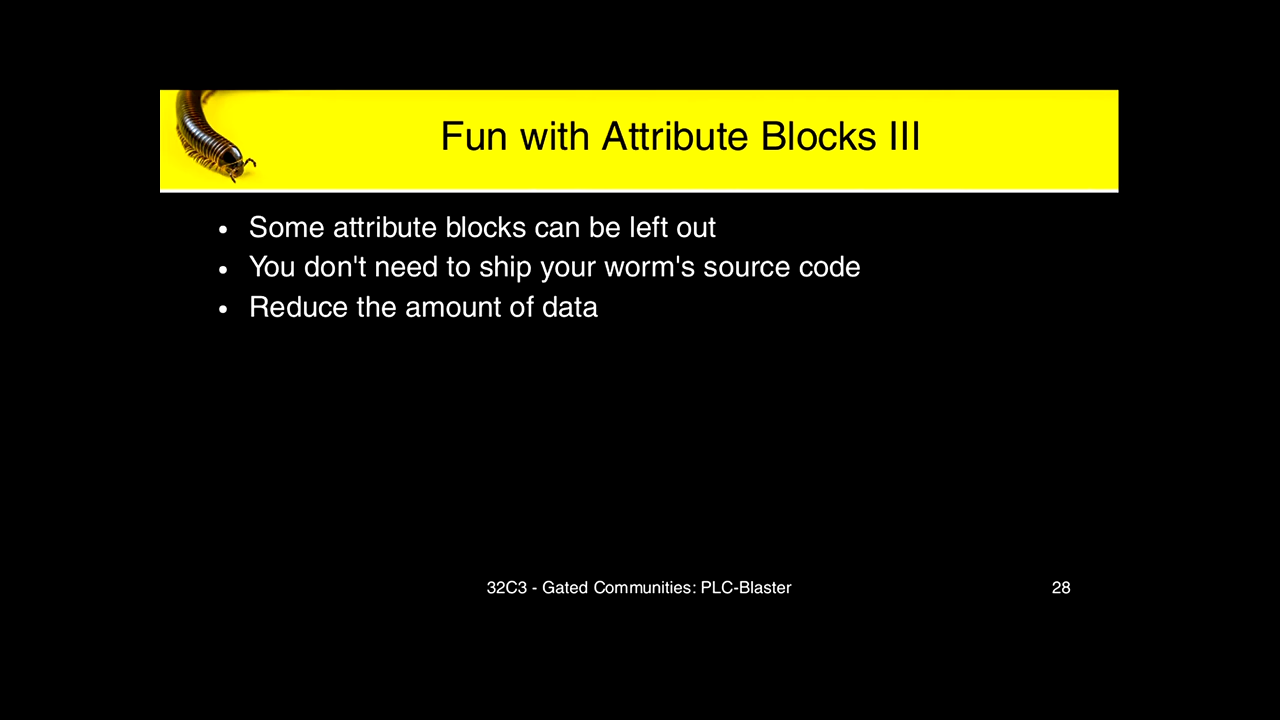 Fun with Attribute Blocks III
• Some attribute blocks can be left out
• You don't need to ship your worm's source code
• Reduce the amount of data
32C3 - Gated Communities: PLC-Blaster
28